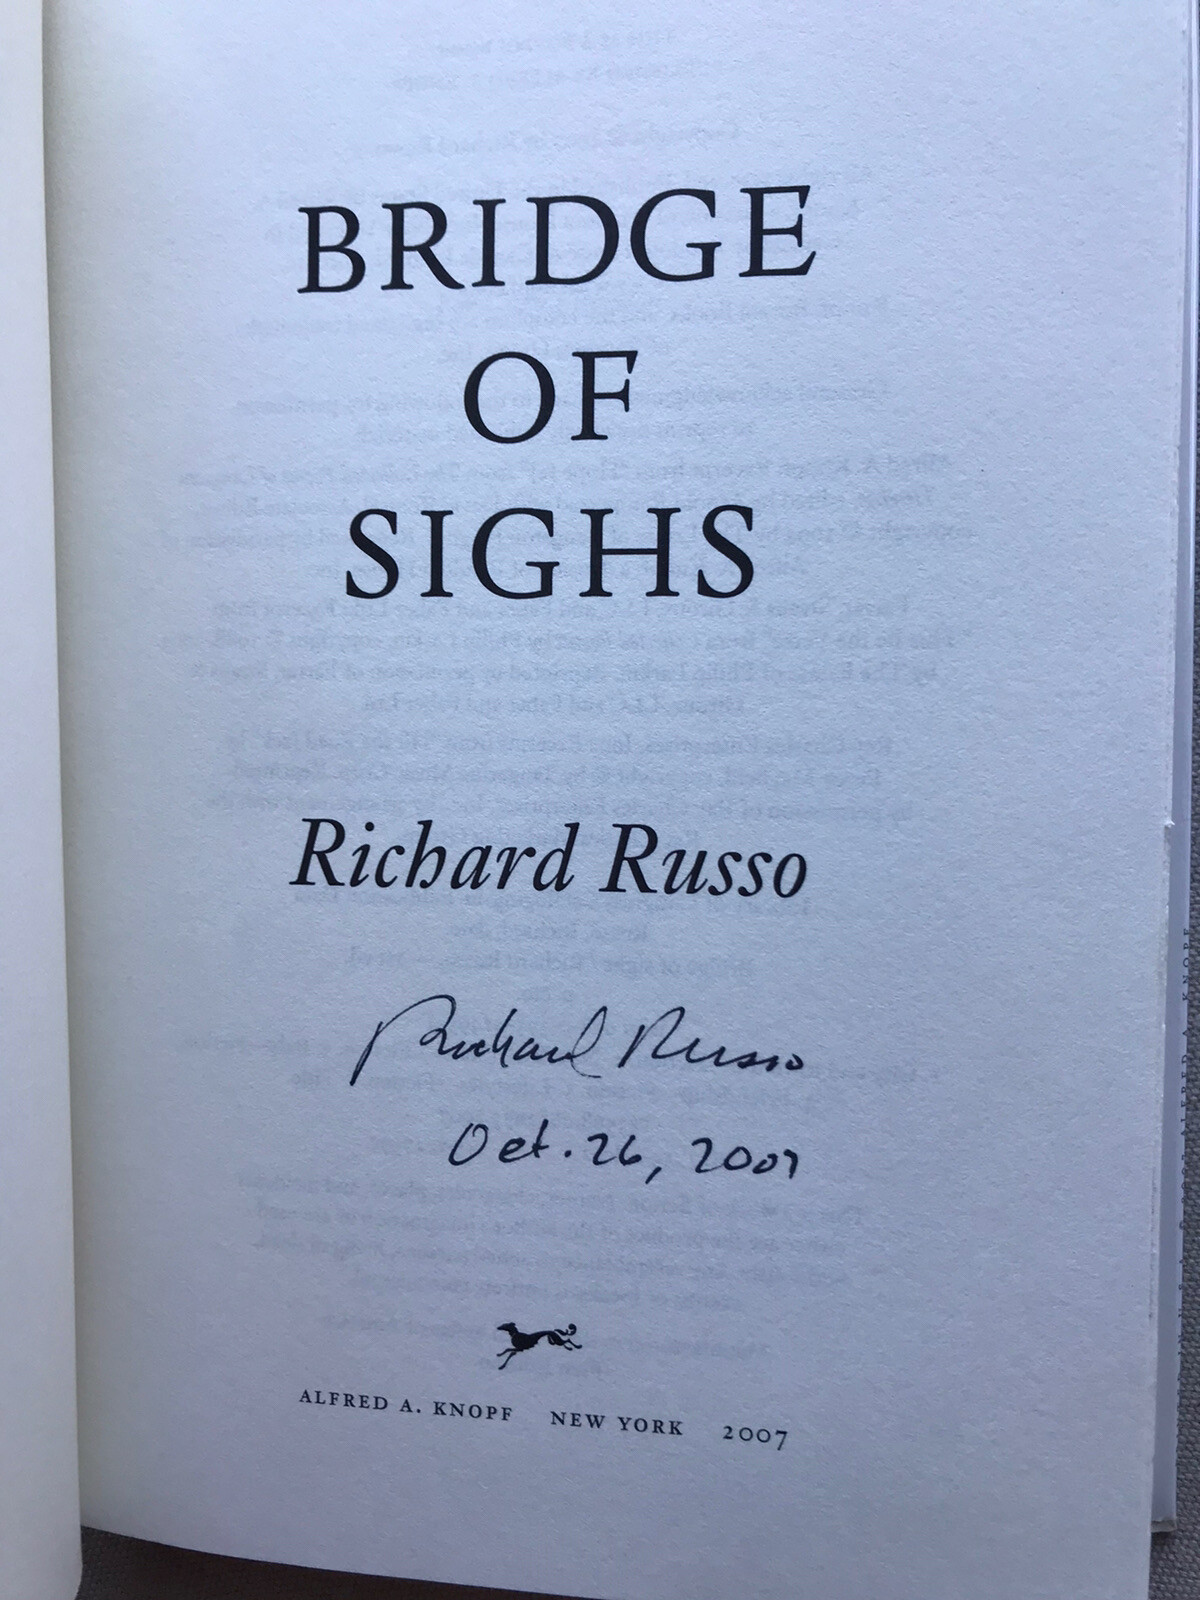 BRIDGE
OF
SIGHS
Richard Russo
Richard Russo
Oct. 26, 2007
ALFRED A. KNOPF NEW YORK 2007